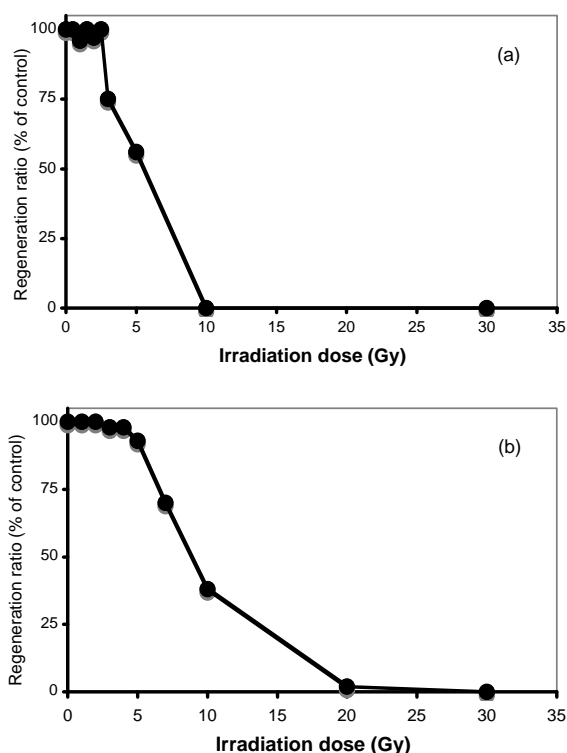 (a)
Regeneration ratio (% of control)
100
75
50
25
0
0 5 10 15 20 25 30 35
Irradiation dose (Gy)
(b)
Regeneration ratio (% of control)
100
75
50
25
0
0 5 10 15 20 25 30 35
Irradiation dose (Gy)